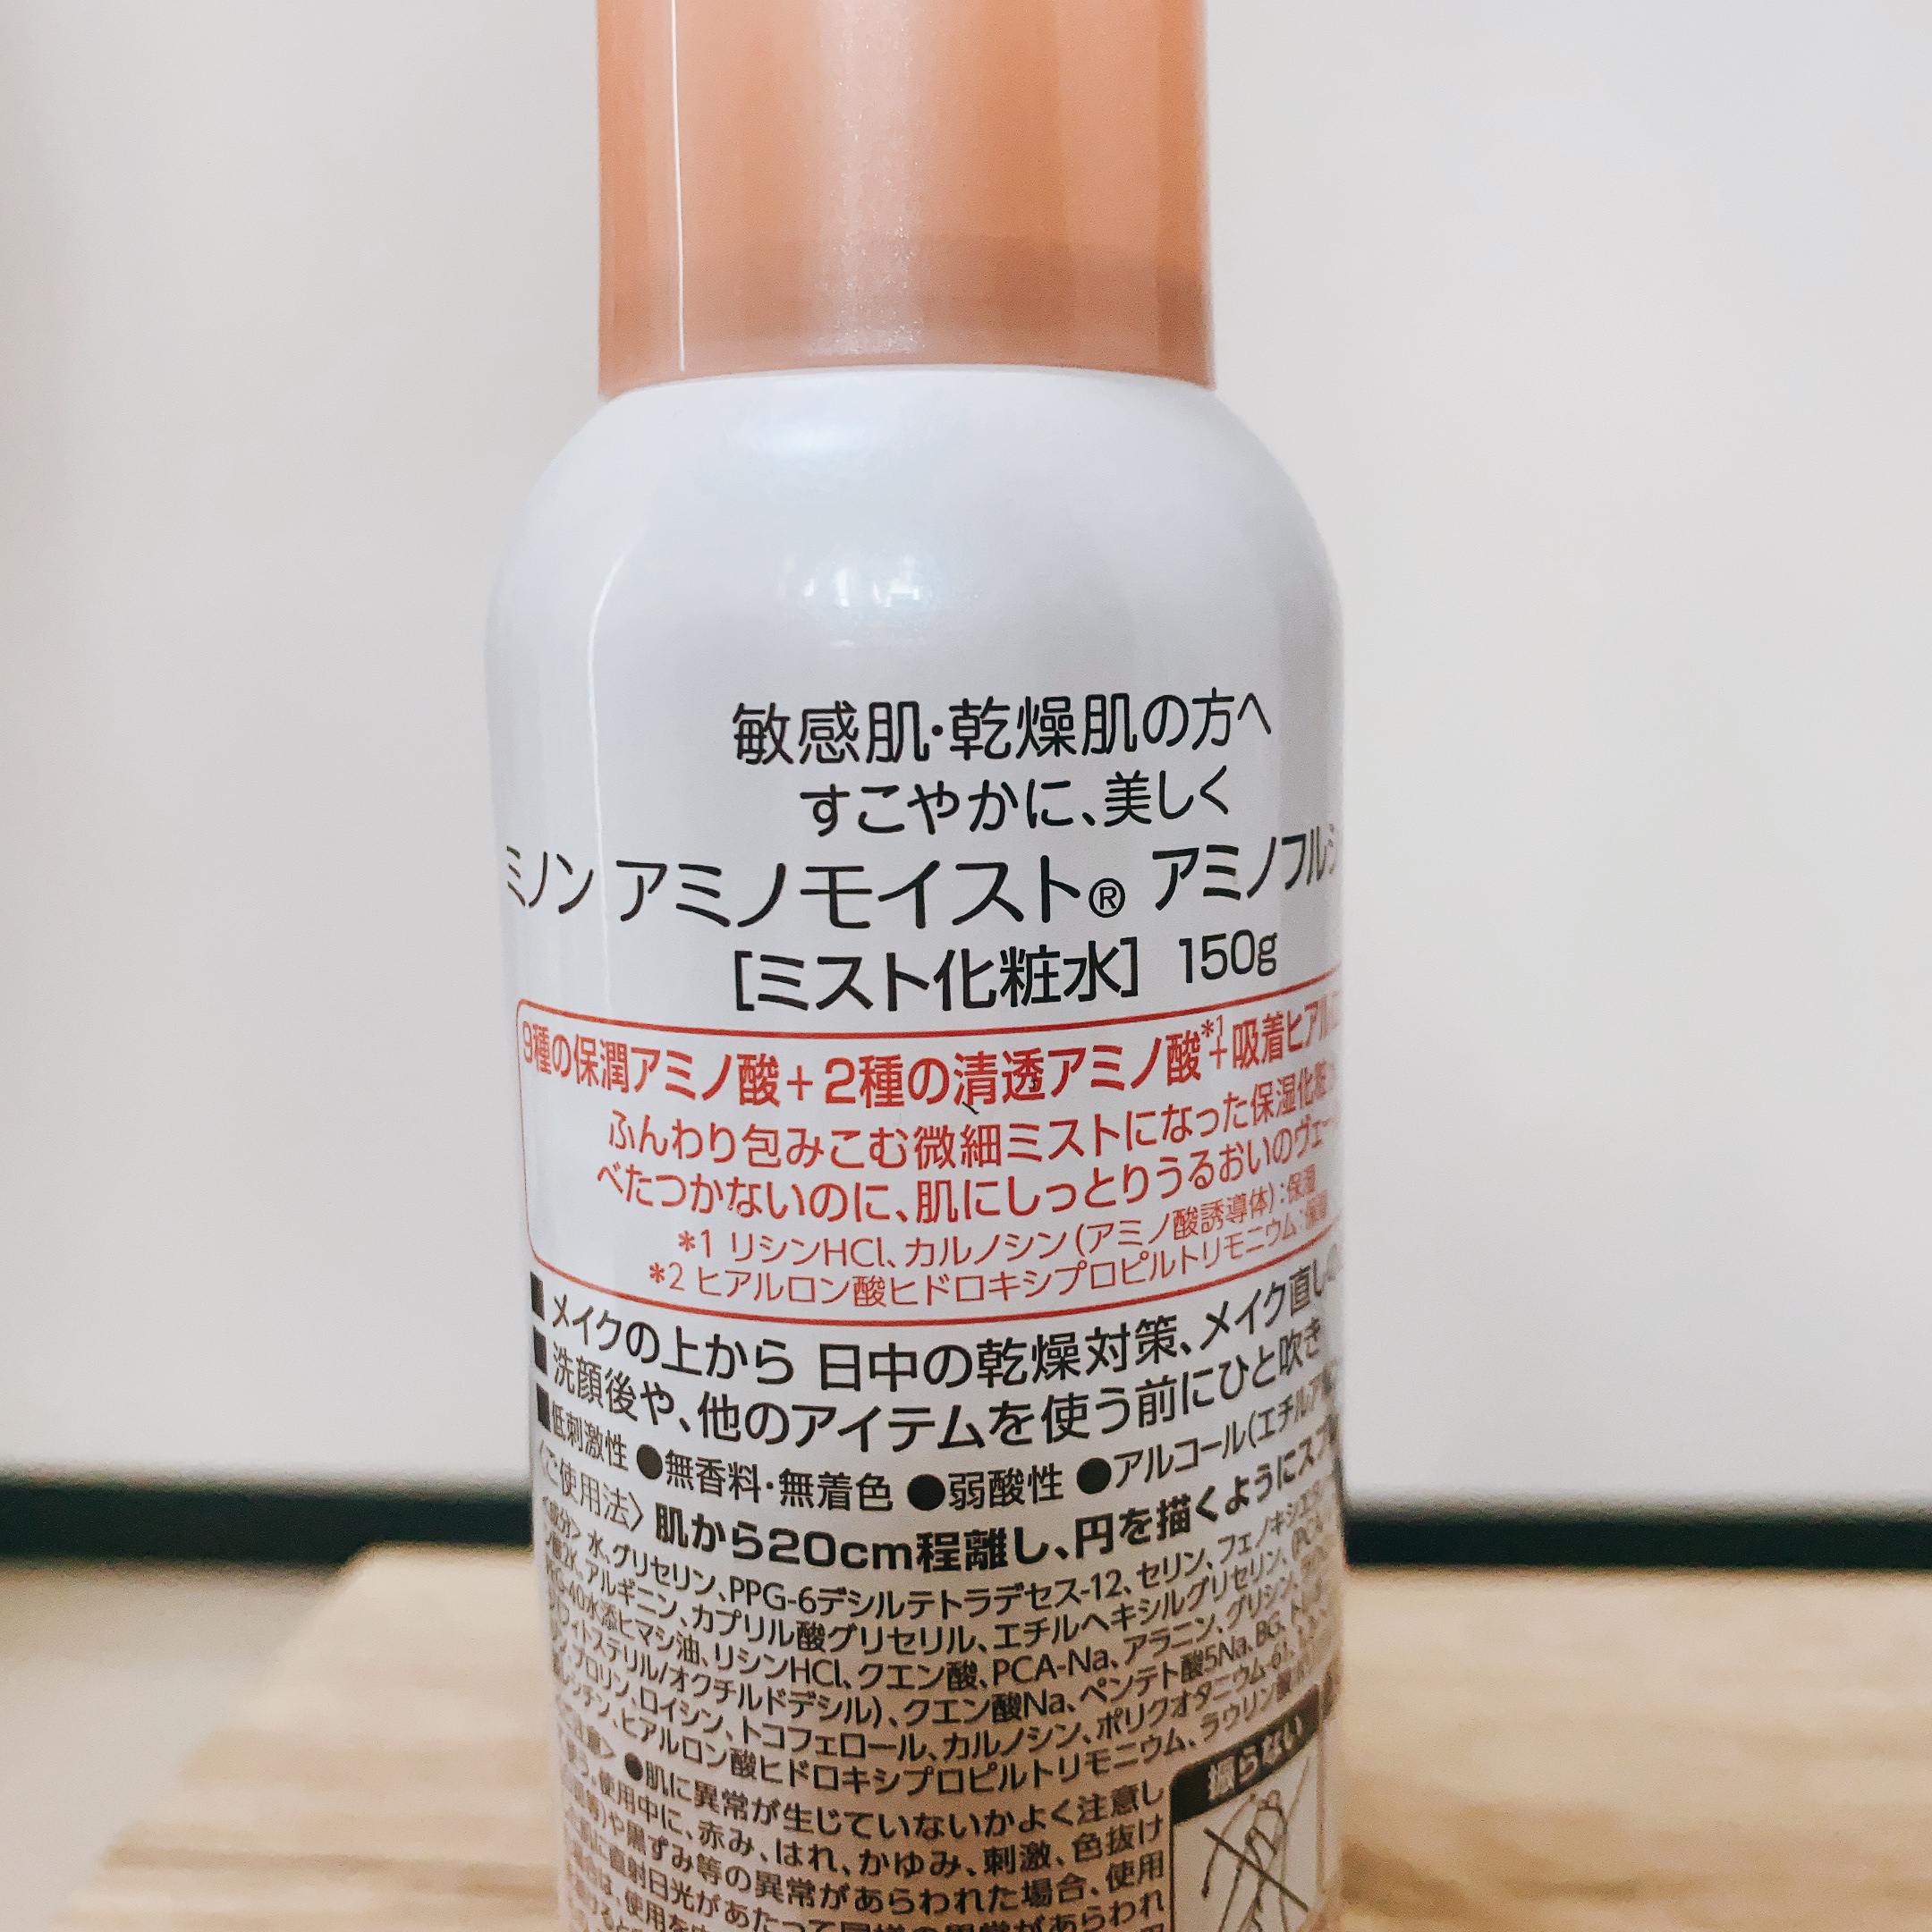 敏感肌・乾燥肌の方へ
すこやかに、美しく
ミノン アミノモイスト® アミノフル
[ミスト化粧水] 150g
9種の保潤アミノ酸+2種の清透アミノ酸*1+吸着ヒアル
ふんわり包みこむ微細ミストになった保湿化粧
べたつかないのに、肌にしっとりうるおいのヴェー
*1 リシンHCl、カルノシン(アミノ酸誘導体):保湿
*2 ヒアルロン酸ヒドロキシプロピルトリモニウム:保湿
■メイクの上から 日中の乾燥対策、メイク直し
■洗顔後や、他のアイテムを使う前にひと吹き
■低刺激性 ●無香料・無着色 ●弱酸性 ●アルコール(エチルア
〈ご使用法〉肌から20cm程離し、円を描くようにスプ
〈成分〉水、グリセリン、PPG-6デシルテトラデセス-12、セリン、フェノキシエ
アルギニン、カプリル酸グリセリル、エチルヘキシルグリセリン、(PCA
40水添ヒマシ油、リシンHCl、クエン酸、PCA-Na、アラニン、グリシン、
フィトステリル/オクチルドデシル)、クエン酸Na、ペンテト酸5Na、BG、
プロリン、ロイシン、トコフェロール、カルノシン、ポリクオタニウム-61、
ヒアルロン酸ヒドロキシプロピルトリモニウム、ラウリン酸
注意〉●肌に異常が生じていないかよく注意し
使う。使用中に、赤み、はれ、かゆみ、刺激、色抜け
等)や黒ずみ等の異常があらわれた場合、使用
肌に直射日光があたって同様の異常があらわれ
振らない